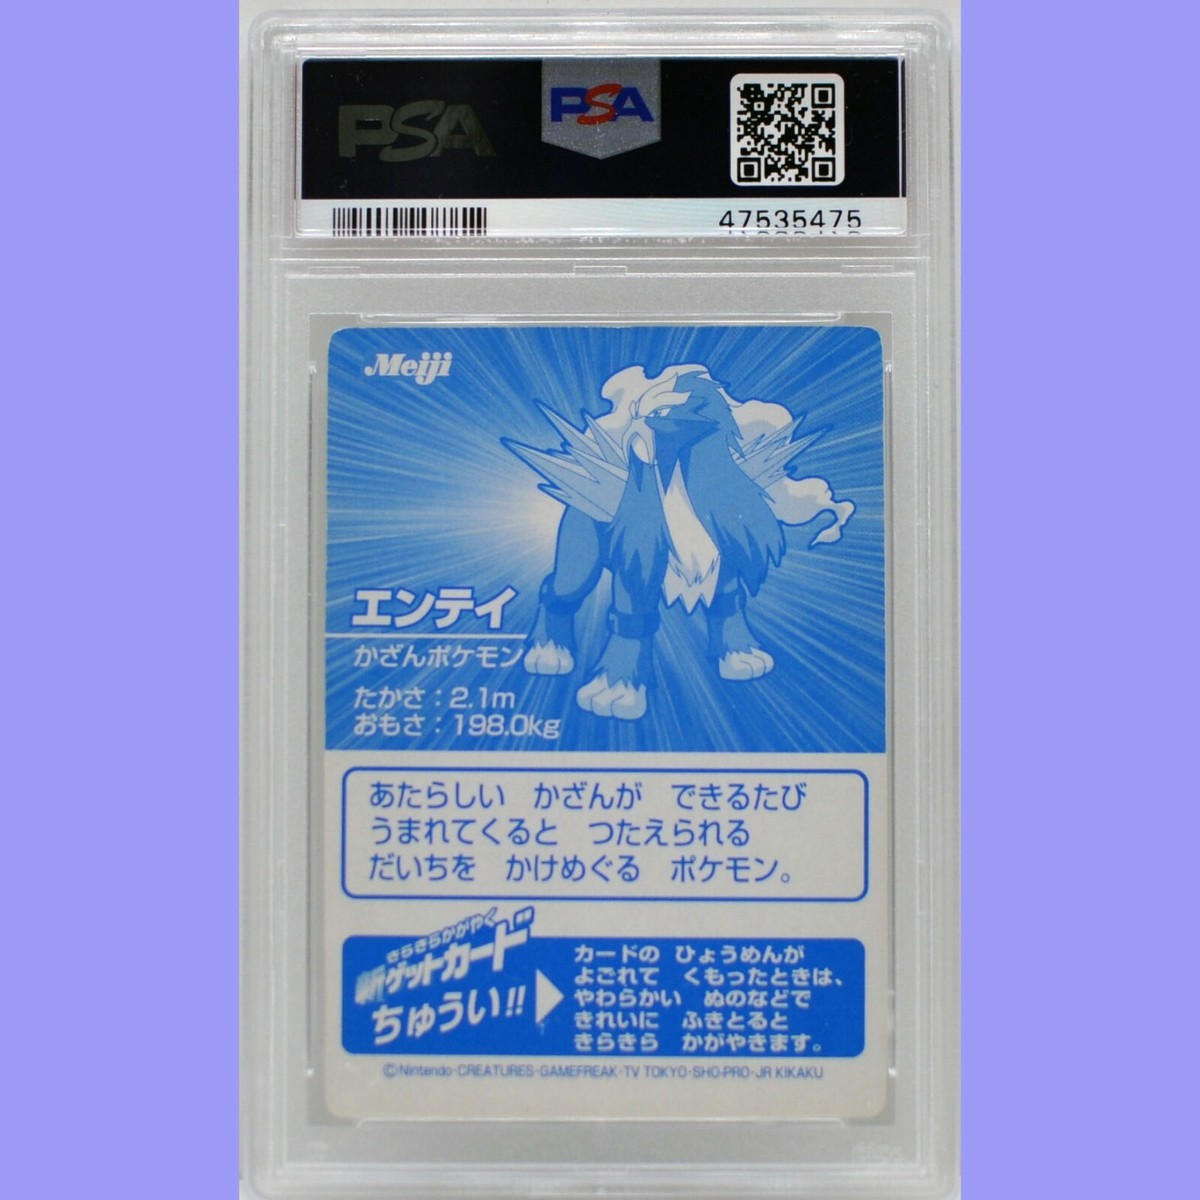 PSA
PSA
47535475
Meiji
エンテイ
かざんポケモン
たかさ：2.1m
おもさ：198.0kg
あたらしい　かざんが　できるたび
うまれてくると　つたえられる
だいちを　かけめぐる　ポケモン。
きらきらかがやく
新ゲットカード
ちゅうい!!
カードの　ひょうめんが
よごれて　くもったときは、
やわらかい　ぬのなどで
きれいに　ふきとると
きらきら　かがやきます。
©Nintendo・CREATURES・GAMEFREAK・TV TOKYO・SHO-PRO・JR KIKAKU